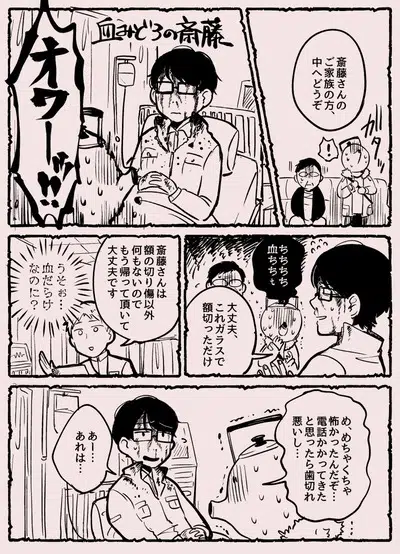 血みどろの斎藤
斎藤さんの
ご家族の方、
中へどうぞ
ガタッ
!
オワーッ!!
ちちちち
血ちちぃ
大丈夫、
これガラスで
額切っただけ
斎藤さんは
額の切り傷以外
何もないので
もう帰って頂いて
大丈夫です
うそぉ…
血だらけ
なのに?
め、めちゃくちゃ
怖かったんだぞ…
電話かかってきた
と思ったら歯切れ
悪いし…
あー…
あれは…